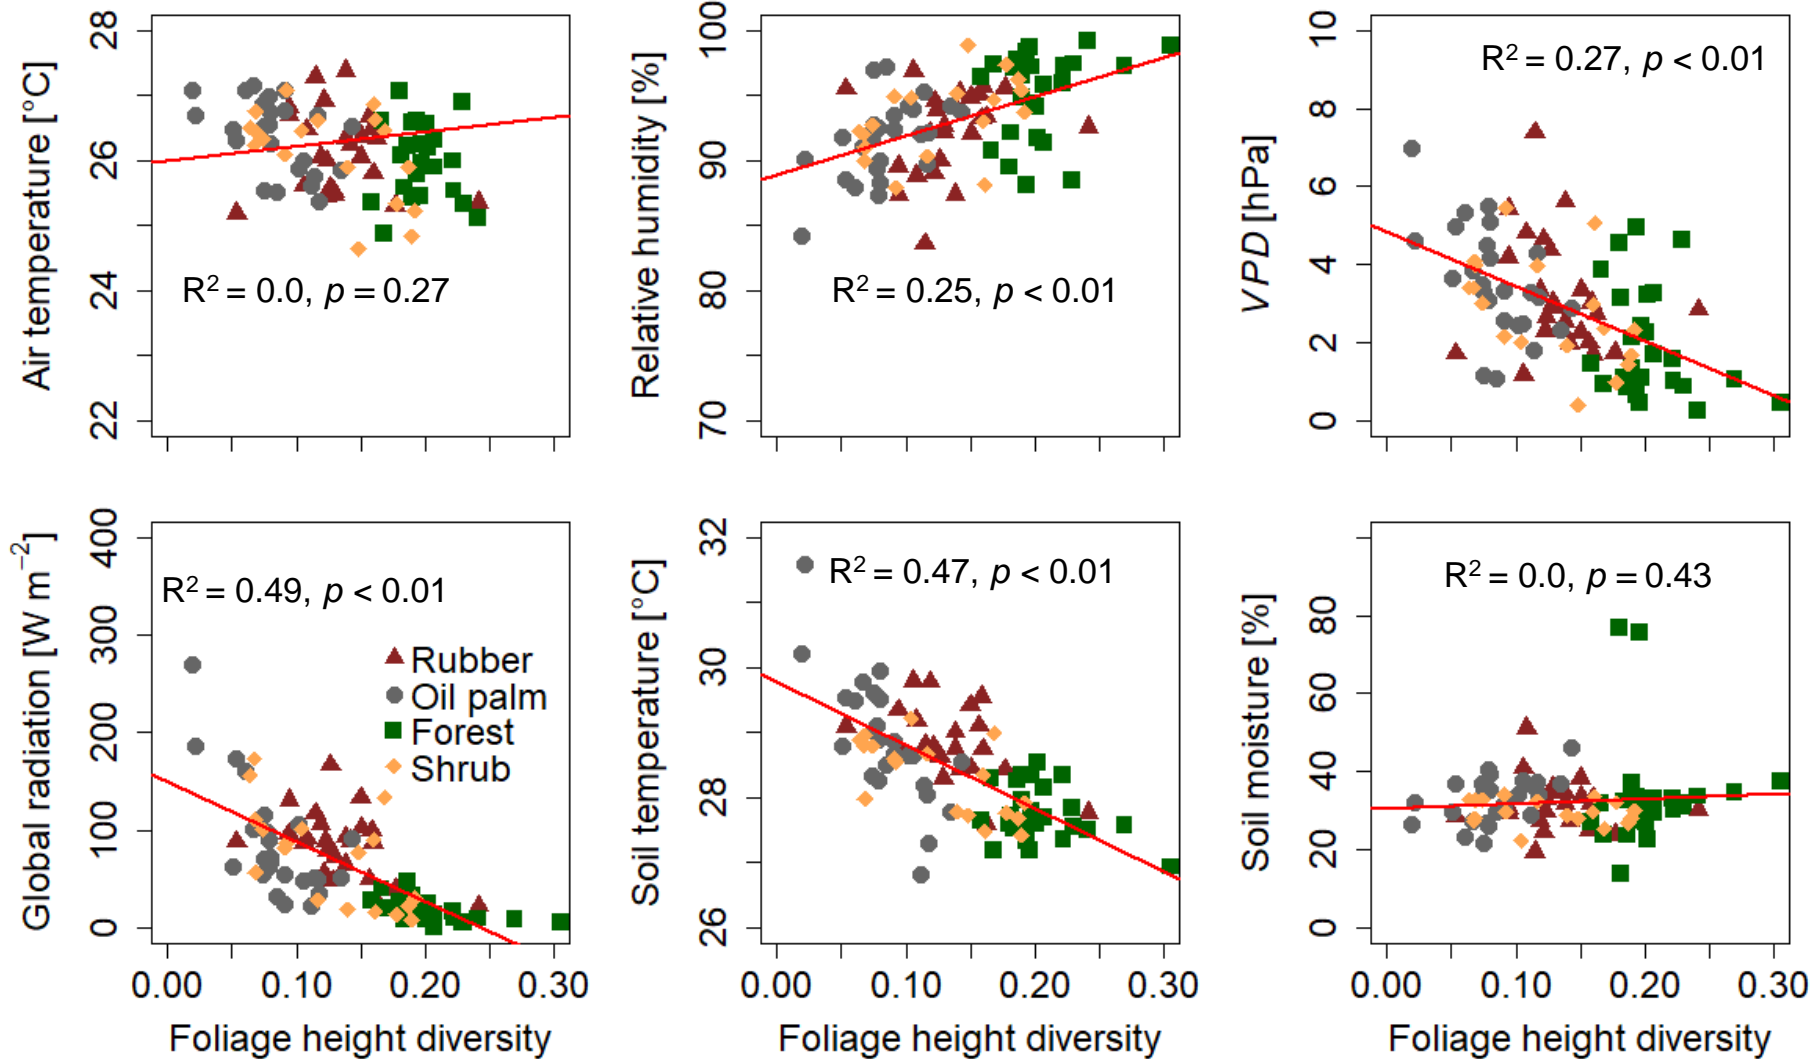 Air temperature [°C]
28
26
24
22
R² = 0.0, p = 0.27
Relative humidity [%]
100
90
80
70
R² = 0.25, p < 0.01
VPD [hPa]
10
8
6
4
2
0
R² = 0.27, p < 0.01
Global radiation [W m⁻²]
400
300
200
100
0
R² = 0.49, p < 0.01
Rubber
Oil palm
Forest
Shrub
0.00 0.10 0.20 0.30
Foliage height diversity
Soil temperature [°C]
32
30
28
26
R² = 0.47, p < 0.01
0.00 0.10 0.20 0.30
Foliage height diversity
Soil moisture [%]
80
60
40
20
0
R² = 0.0, p = 0.43
0.00 0.10 0.20 0.30
Foliage height diversity